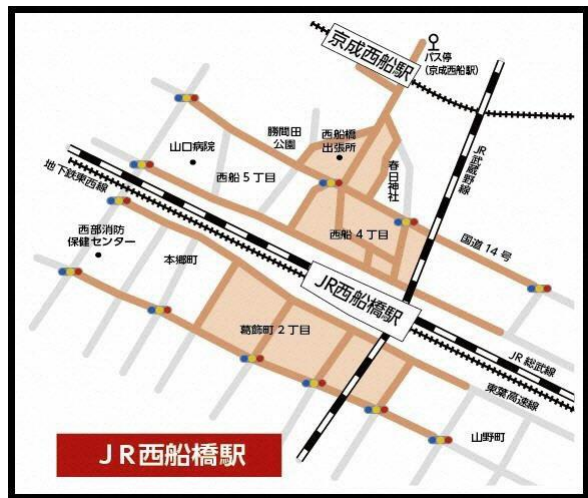 京成西船駅
バス停
(京成西船駅)
勝間田
公園
西船橋
出張所
山口病院
春日神社
JR武蔵野線
地下鉄東西線
西船5丁目
西船4丁目
国道14号
西部消防
保健センター
本郷町
JR西船橋駅
葛飾町2丁目
JR総武線
東葉高速線
山野町
JR西船橋駅